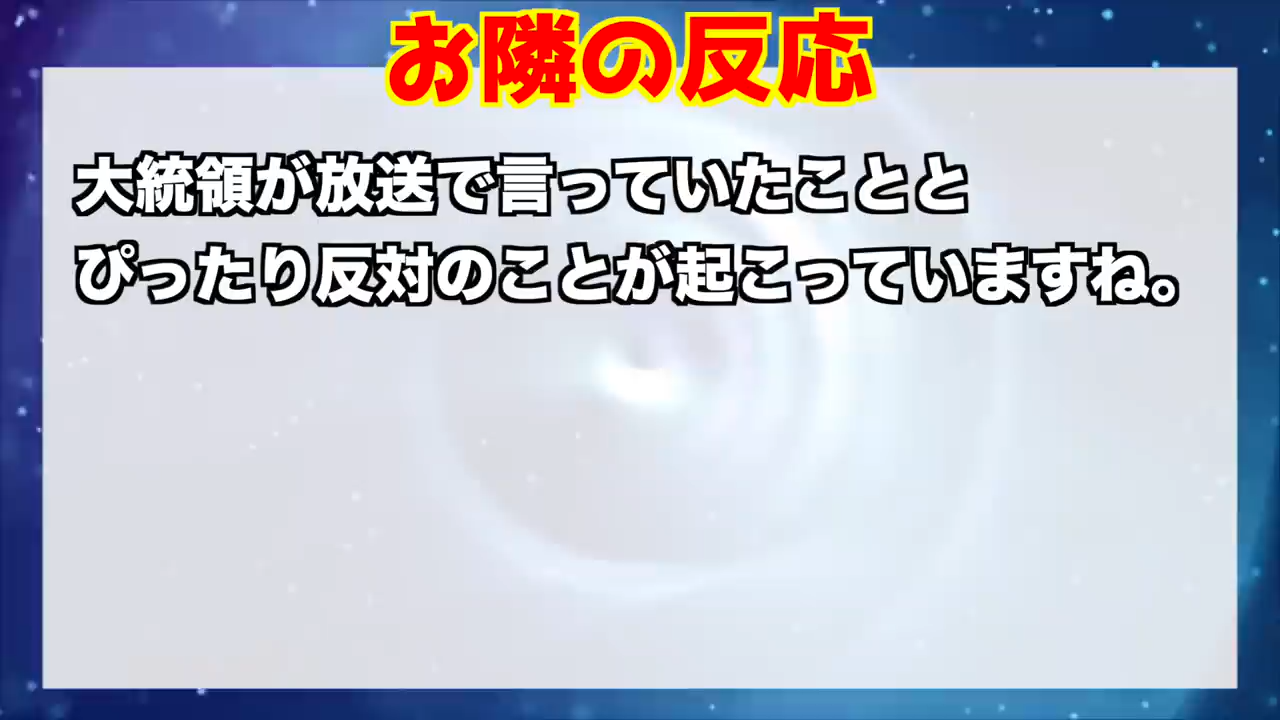 お隣の反応
大統領が放送で言っていたことと
ぴったり反対のことが起こっていますね。